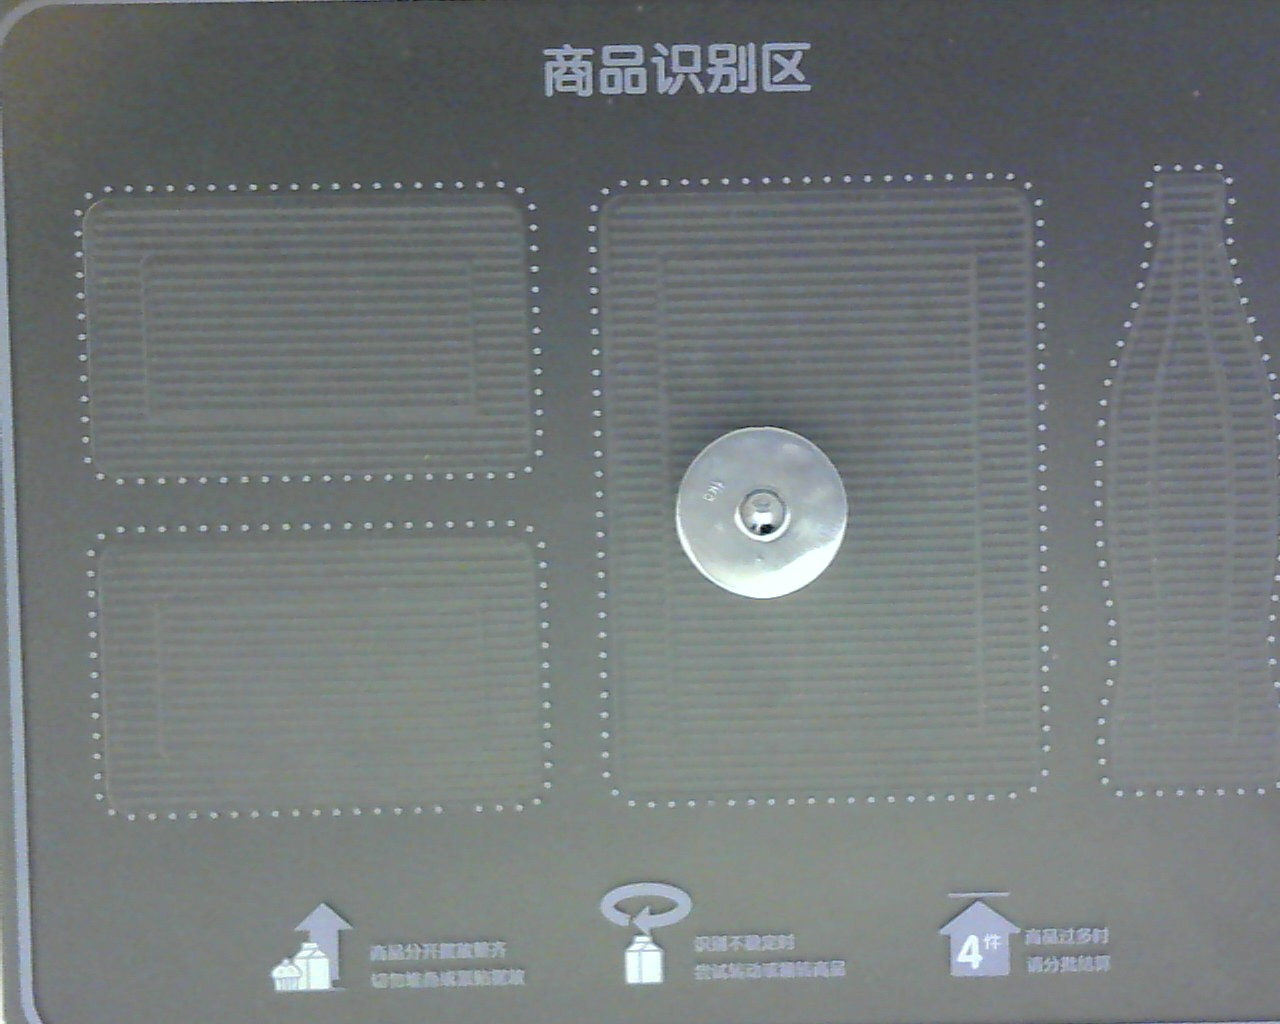 商品识别区
1KG
商品分开摆放整齐
切勿堆叠或紧贴摆放
识别不稳定时
尝试转动或翻转商品
4件
商品过多时
请分批结算